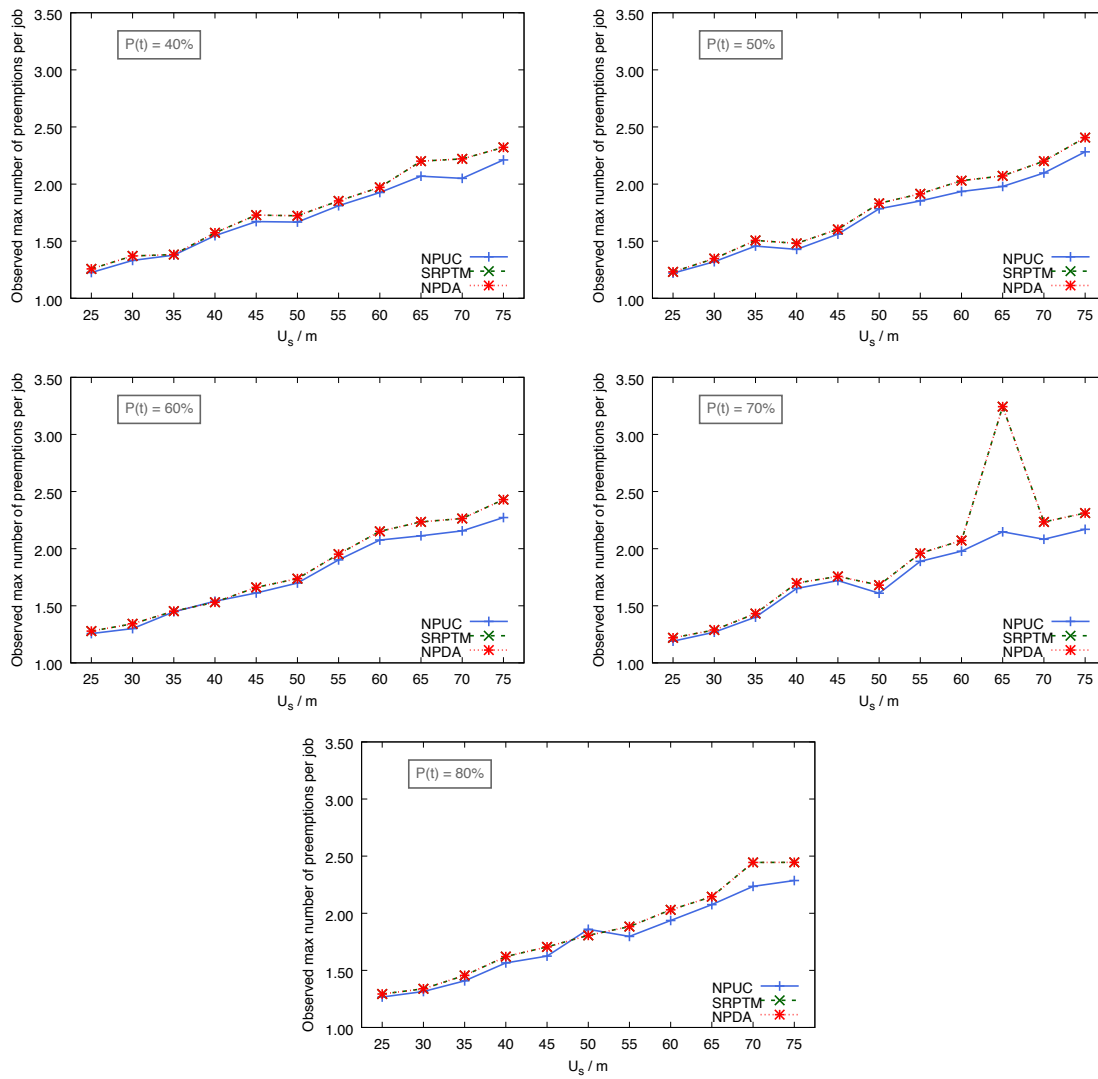 3.50
3.00
2.50
2.00
1.50
1.00
Observed max number of preemptions per job
P(t) = 40%
NPUC
SRPTM
NPDA
25 30 35 40 45 50 55 60 65 70 75
U_s / m
3.50
3.00
2.50
2.00
1.50
1.00
Observed max number of preemptions per job
P(t) = 50%
NPUC
SRPTM
NPDA
25 30 35 40 45 50 55 60 65 70 75
U_s / m
3.50
3.00
2.50
2.00
1.50
1.00
Observed max number of preemptions per job
P(t) = 60%
NPUC
SRPTM
NPDA
25 30 35 40 45 50 55 60 65 70 75
U_s / m
3.50
3.00
2.50
2.00
1.50
1.00
Observed max number of preemptions per job
P(t) = 70%
NPUC
SRPTM
NPDA
25 30 35 40 45 50 55 60 65 70 75
U_s / m
3.50
3.00
2.50
2.00
1.50
1.00
Observed max number of preemptions per job
P(t) = 80%
NPUC
SRPTM
NPDA
25 30 35 40 45 50 55 60 65 70 75
U_s / m